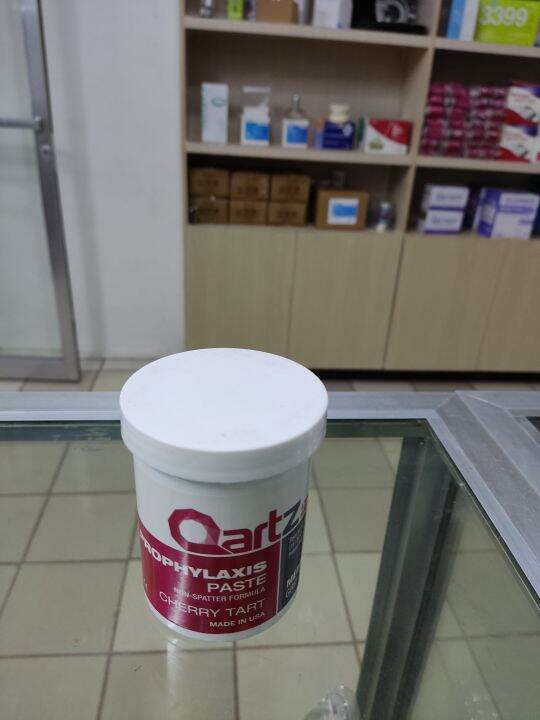 3399
Qartz
PROPHYLAXIS
PASTE
NON-SPATTER FORMULA
CHERRY TART
MADE IN USA